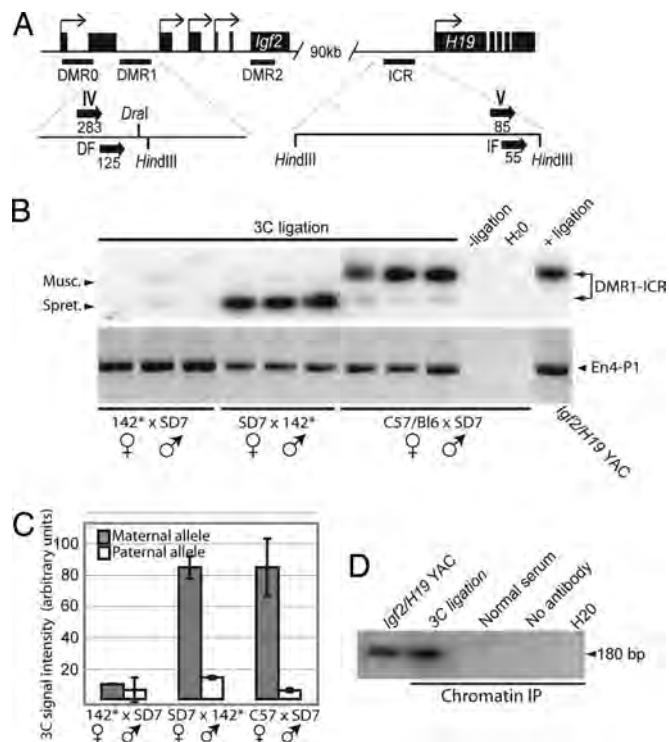 A
Igf2
90kb
H19
DMR0 DMR1 DMR2 ICR
IV DraI V
283 85
DF 125 HindIII HindIII IF 55 HindIII
B
3C ligation -ligation H20 + ligation
Musc.
Spret.
DMR1-ICR
En4-P1
142* x SD7 SD7 x 142* C57/Bl6 x SD7 Igf2/H19 YAC
♀ ♂ ♀ ♂ ♀ ♂
C
3C signal intensity (arbitrary units)
Maternal allele
Paternal allele
100
80
60
40
20
142* x SD7 SD7 x 142* C57 x SD7
♀ ♂ ♀ ♂ ♀ ♂
D
Igf2/H19 YAC 3C ligation Normal serum No antibody H20
180 bp
Chromatin IP